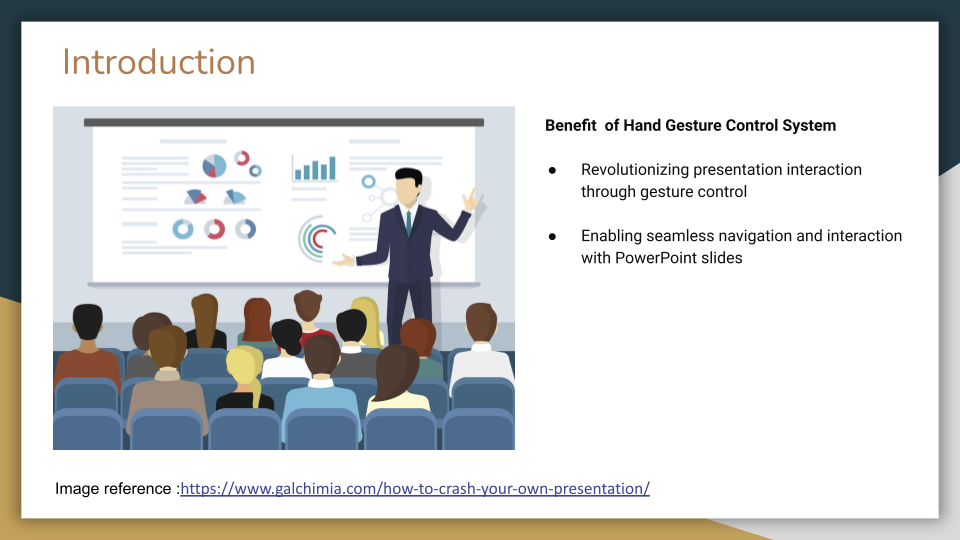 Introduction
Benefit  of Hand Gesture Control System
● Revolutionizing presentation interaction
through gesture control
● Enabling seamless navigation and interaction
with PowerPoint slides
Image reference :https://www.galchimia.com/how-to-crash-your-own-presentation/